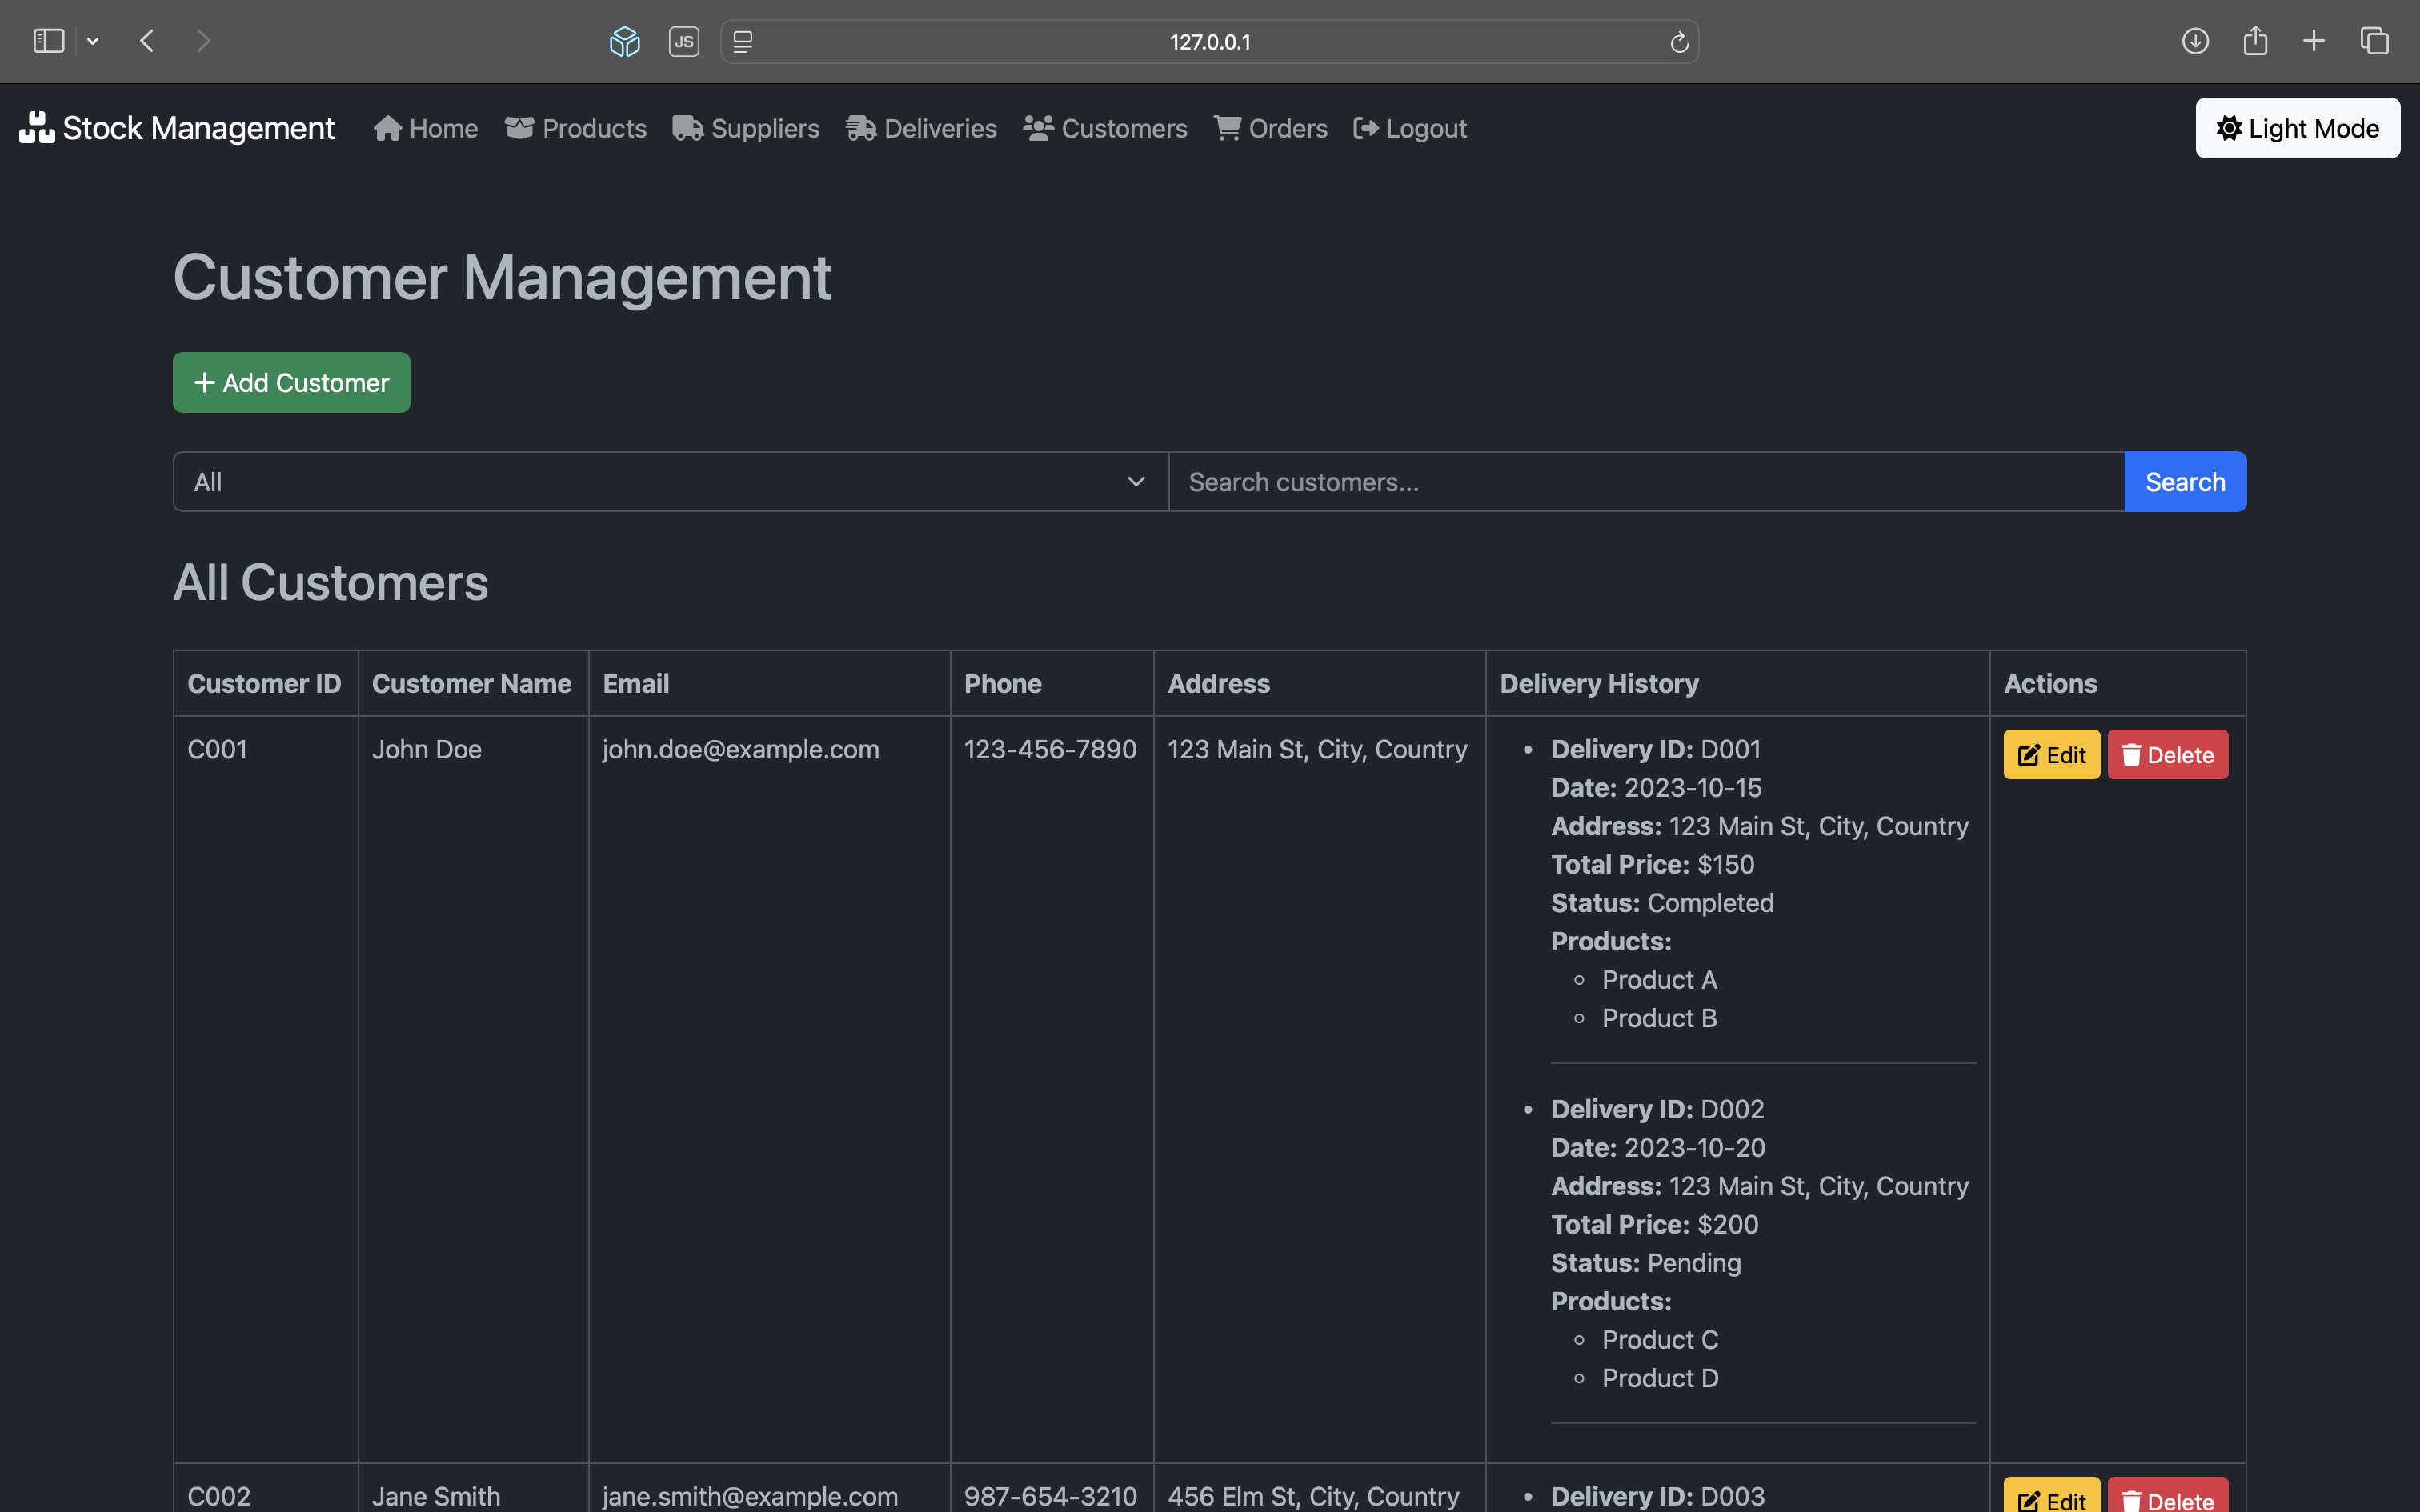 JS
127.0.0.1
Stock Management Home Products Suppliers Deliveries Customers Orders Logout Light Mode
Customer Management
+ Add Customer
All Search customers... Search
All Customers
Customer ID Customer Name Email Phone Address Delivery History Actions
C001 John Doe john.doe@example.com 123-456-7890 123 Main St, City, Country • Delivery ID: D001 Edit Delete
Date: 2023-10-15
Address: 123 Main St, City, Country
Total Price: $150
Status: Completed
Products:
◦ Product A
◦ Product B
• Delivery ID: D002
Date: 2023-10-20
Address: 123 Main St, City, Country
Total Price: $200
Status: Pending
Products:
◦ Product C
◦ Product D
C002 Jane Smith jane.smith@example.com 987-654-3210 456 Elm St, City, Country • Delivery ID: D003 Edit Delete